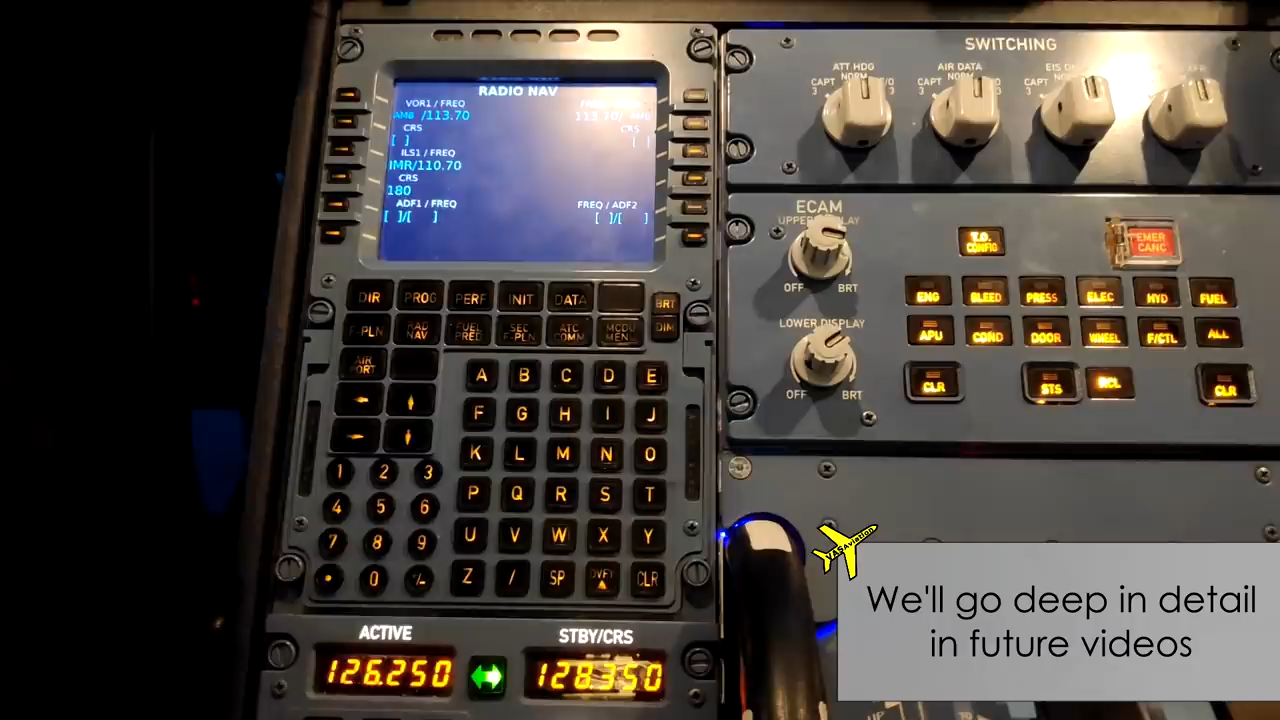 RADIO NAV
VOR1 / FREQ
AMB /113.70
CRS
[ ]
CRS
[ ]
ILS1 / FREQ
IMR/110.70
CRS
180
ADF1 / FREQ
FREQ / ADF2
[ ]/[ ]
[ ]/[ ]
DIR PROG PERF INIT DATA
BRT
F-PLN RAD NAV FUEL PRED SEC F-PLN ATC COMM MCDU MENU
DIM
AIR PORT
A B C D E
F G H I J
K L M N O
1 2 3
P Q R S T
4 5 6
U V W X Y
7 8 9
Z / SP OVFY CLR
0 +/-
ACTIVE
STBY/CRS
126.250
128.350
SWITCHING
ATT HDG
NORM
CAPT 3
AIR DATA
NORM
CAPT 3
CAPT 3
ECAM
UPPER DISPLAY
OFF BRT
LOWER DISPLAY
OFF BRT
T.O. CONFIG
EMER CANC
ENG BLEED PRESS ELEC HYD FUEL
APU COND DOOR WHEEL F/CTL ALL
CLR STS RCL CLR
VASAviation
We'll go deep in detail
in future videos